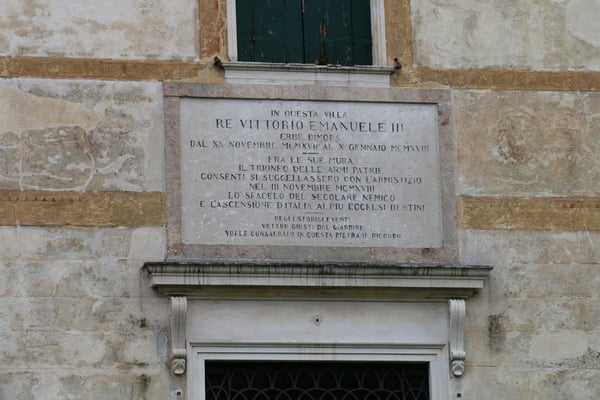 IN QUESTA VILLA
RE VITTORIO EMANUELE III
EBBE DIMORA
DAL XX NOVEMBRE MCMXVII AL X GENNAIO MCMXVIII
FRA LE SUE MURA
IL TRIONFO DELLE ARMI PATRIE
CONSENTÌ SI SUGGELLASSERO CON L'ARMISTIZIO
NEL III NOVEMBRE MCMXVIII
LO SFACELO DEL SECOLARE NEMICO
E L'ASCENSIONE D'ITALIA AI PIÙ ECCELSI DESTINI
DEGLI STORICI EVENTI
VETTOR GIUSTI DEL GIARDINO
VOLLE CONSACRATO IN QUESTA PIETRA IL RICORDO